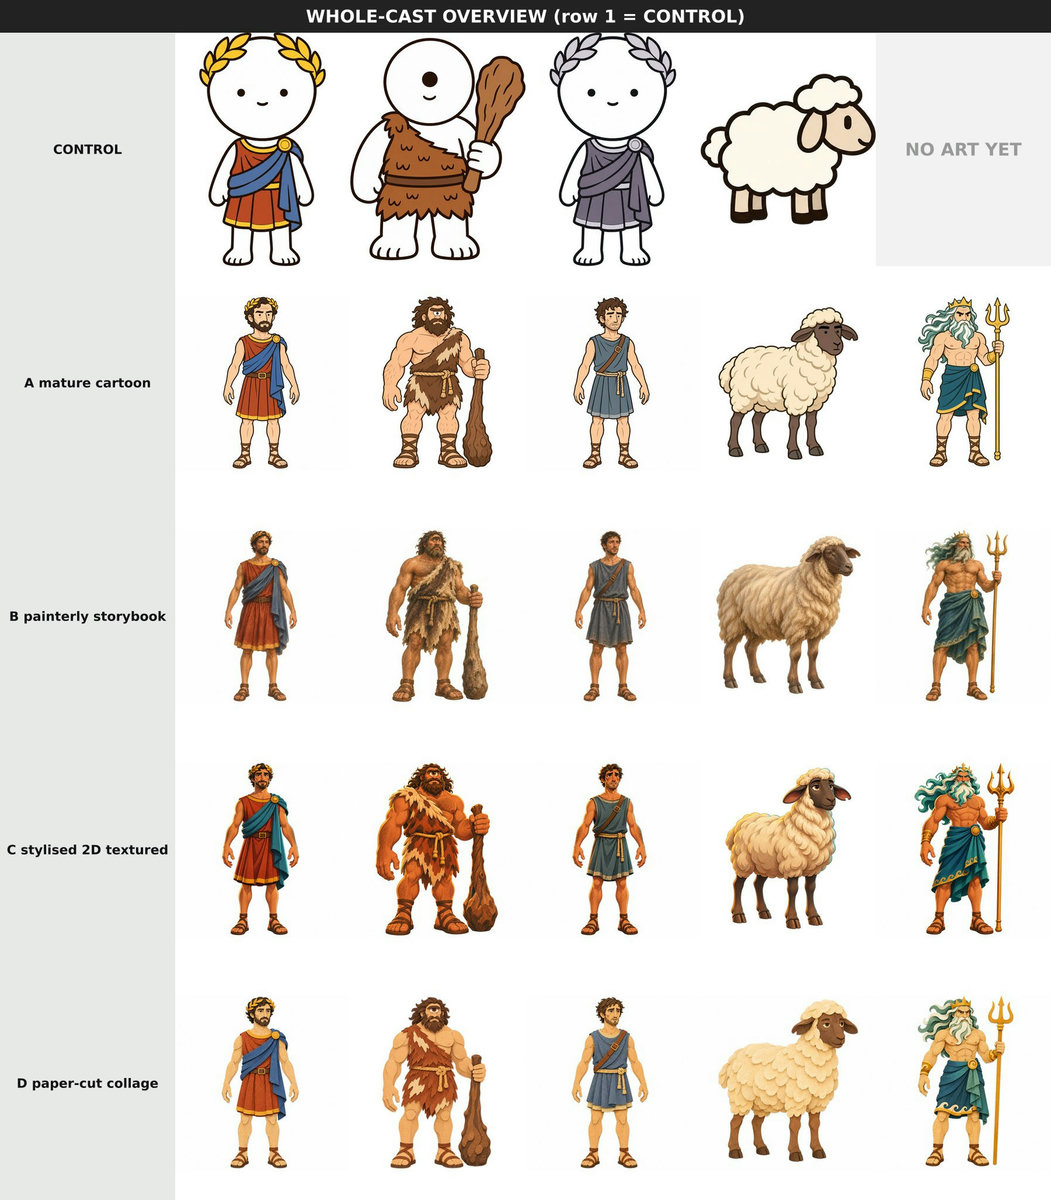 WHOLE-CAST OVERVIEW (row 1 = CONTROL)
CONTROL
NO ART YET
A mature cartoon
B painterly storybook
C stylised 2D textured
D paper-cut collage